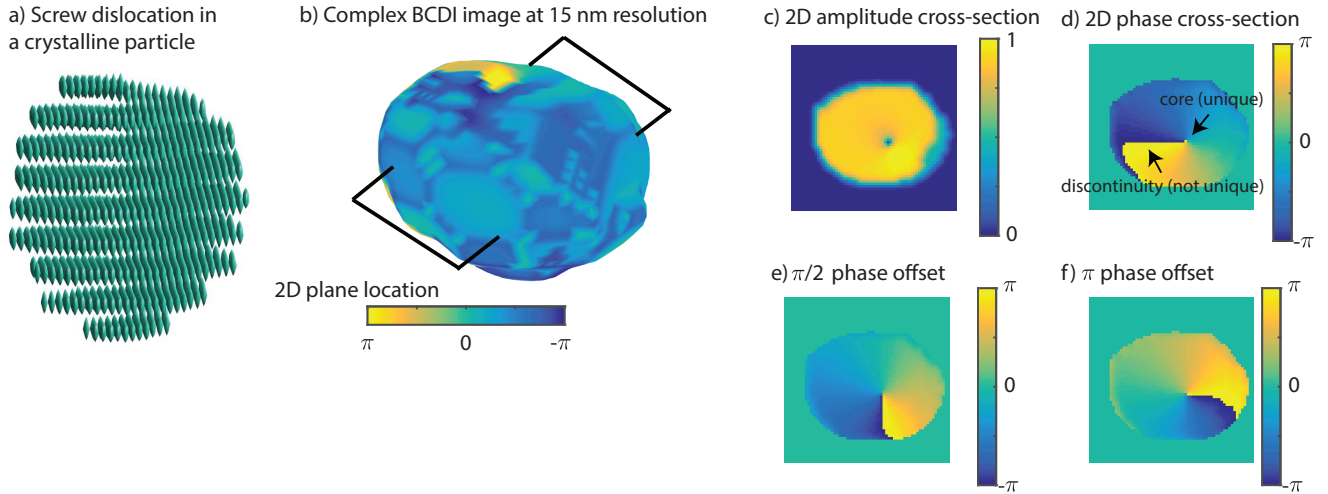 a) Screw dislocation in
a crystalline particle
b) Complex BCDI image at 15 nm resolution
2D plane location
π 0 -π
c) 2D amplitude cross-section
1
0
d) 2D phase cross-section
π
core (unique)
0
discontinuity (not unique)
-π
e) π/2 phase offset
π
0
-π
f) π phase offset
π
0
-π